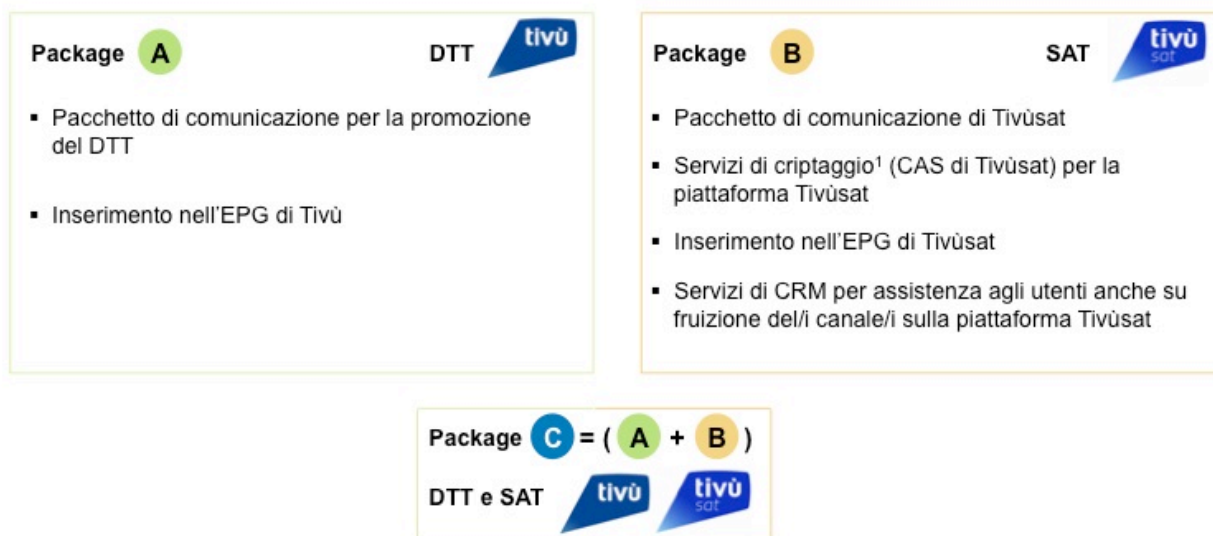 Package A DTT tivù
▪ Pacchetto di comunicazione per la promozione
del DTT
▪ Inserimento nell'EPG di Tivù
Package B SAT tivù
sat
▪ Pacchetto di comunicazione di Tivùsat
▪ Servizi di criptaggio¹ (CAS di Tivùsat) per la
piattaforma Tivùsat
▪ Inserimento nell'EPG di Tivùsat
▪ Servizi di CRM per assistenza agli utenti anche su
fruizione del/i canale/i sulla piattaforma Tivùsat
Package C = ( A + B )
DTT e SAT tivù tivù
sat